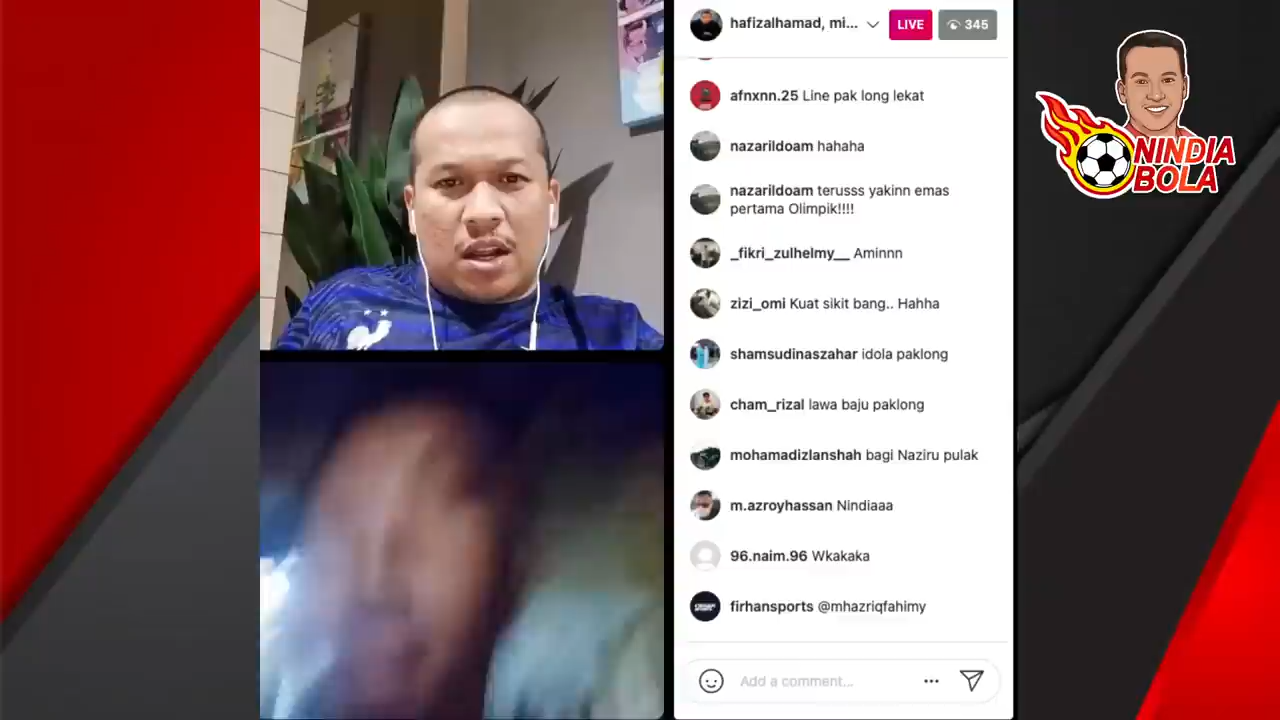 hafizalhamad, mi...
LIVE
345
afnxnn.25 Line pak long lekat
nazarildoam hahaha
nazarildoam terusss yakinn emas
pertama Olimpik!!!!
_fikri_zulhelmy__ Aminnn
zizi_omi Kuat sikit bang.. Hahha
shamsudinaszahar idola paklong
cham_rizal lawa baju paklong
mohamadizlanshah bagi Naziru pulak
m.azroyhassan Nindiaaa
96.naim.96 Wkakaka
firhansports @mhazriqfahimy
Add a comment...
NINDIA
BOLA